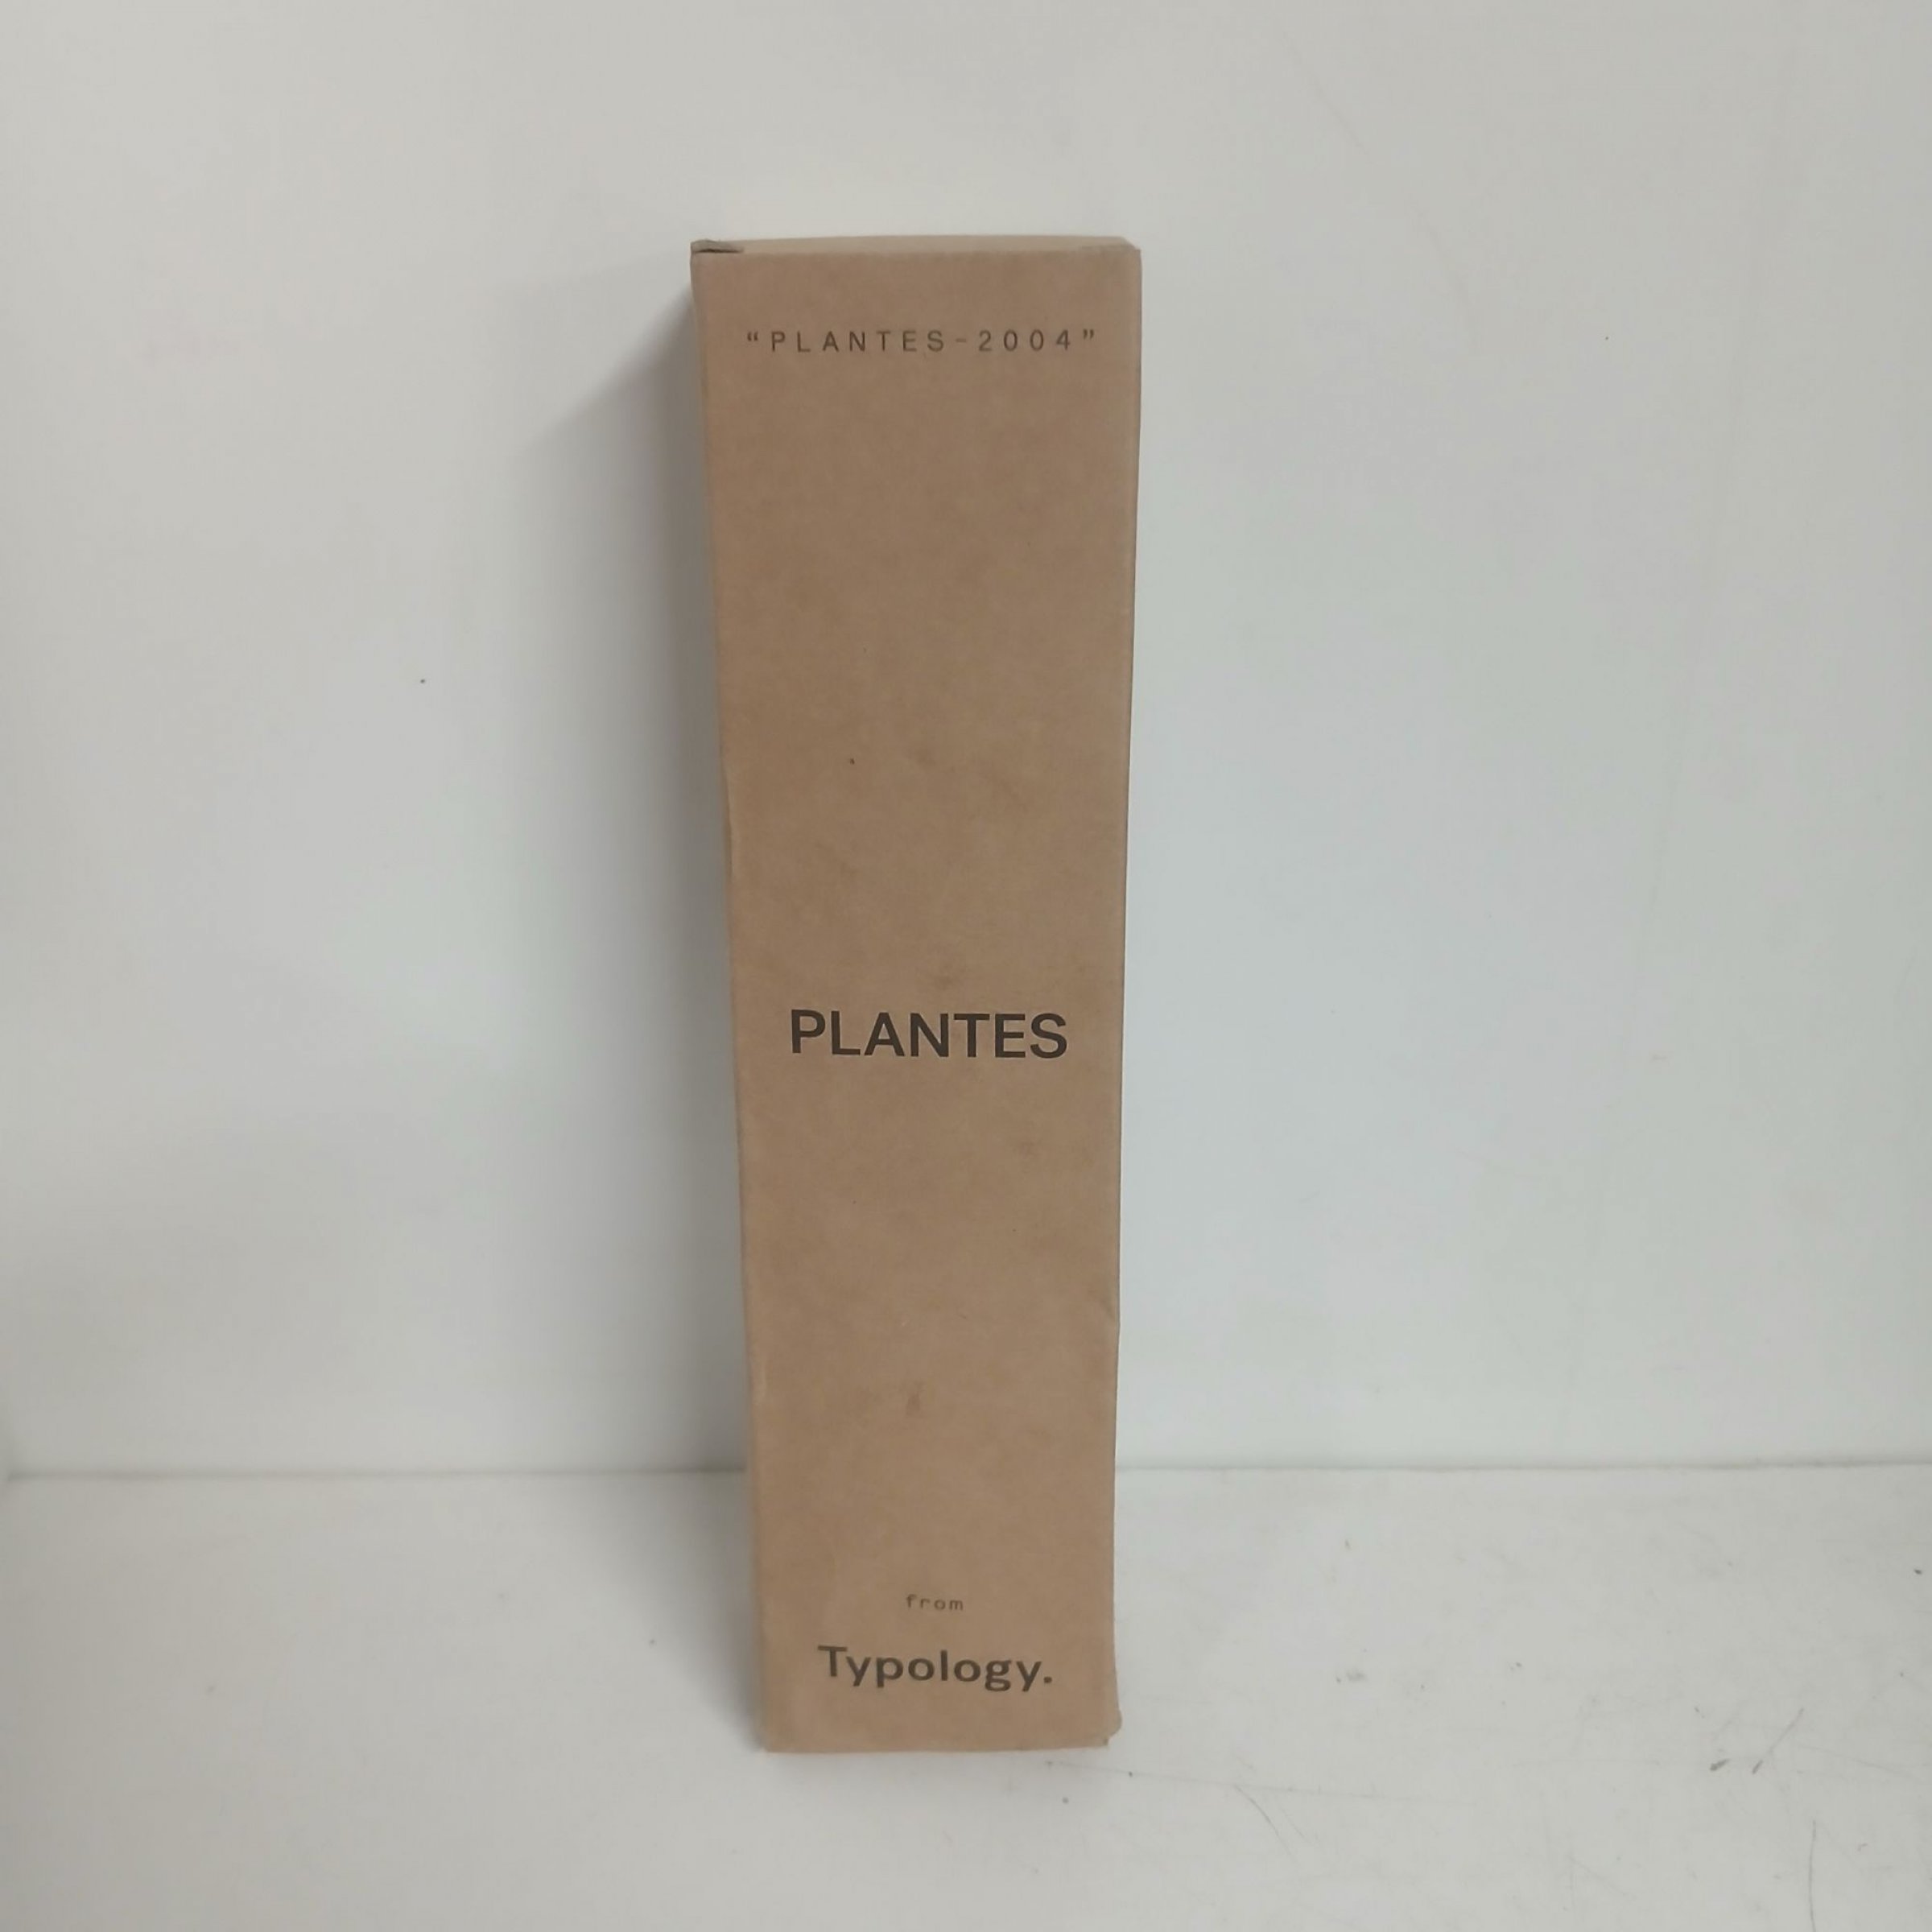 “PLANTES-2004”
PLANTES
from
Typology.